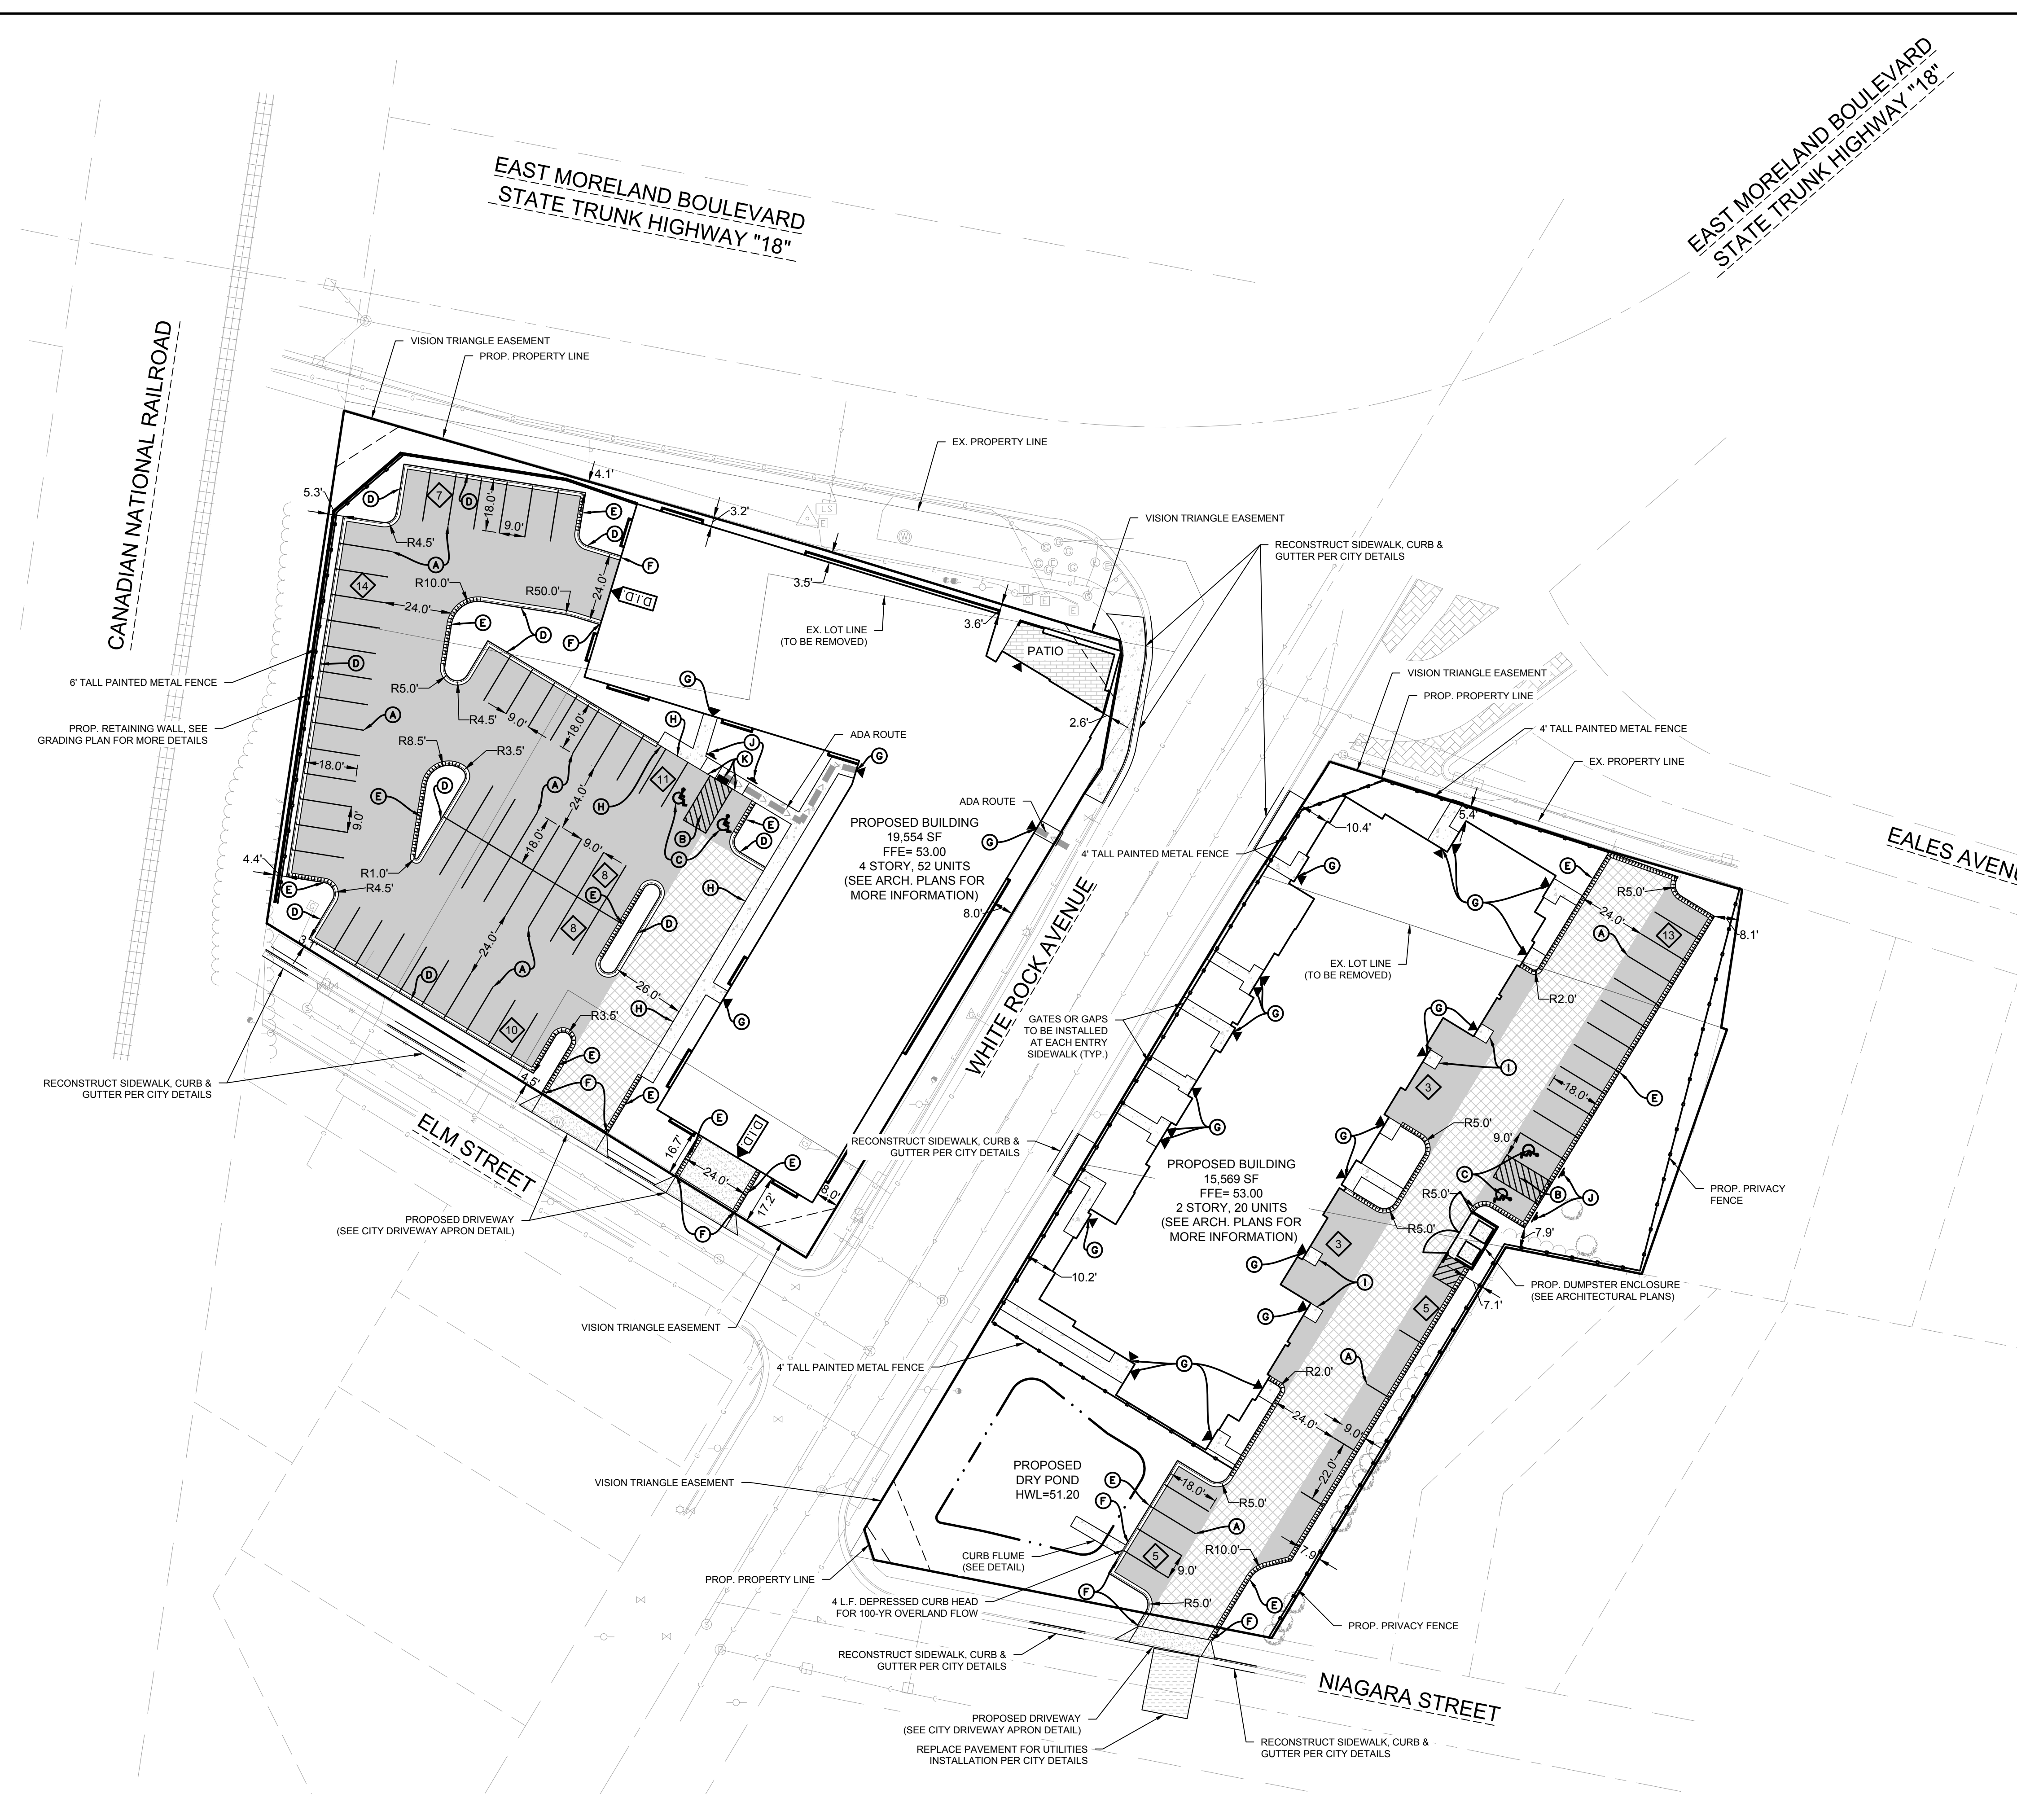 EAST MORELAND BOULEVARD
STATE TRUNK HIGHWAY "18"
EAST MORELAND BOULEVARD
STATE TRUNK HIGHWAY "18"
CANADIAN NATIONAL RAILROAD
VISION TRIANGLE EASEMENT
PROP. PROPERTY LINE
EX. PROPERTY LINE
4.1'
5.3'
3.2'
3.5'
3.6'
VISION TRIANGLE EASEMENT
RECONSTRUCT SIDEWALK, CURB &
GUTTER PER CITY DETAILS
D
7
D
18.0'
9.0'
E
D
F
R4.5'
A
14
R10.0'
R50.0'
24.0'
24.0'
D.I.D.
E
D
F
EX. LOT LINE
(TO BE REMOVED)
PATIO
D
6' TALL PAINTED METAL FENCE
R5.0'
R4.5'
G
A
PROP. RETAINING WALL, SEE
GRADING PLAN FOR MORE DETAILS
9.0'
18.0'
H
J
K
ADA ROUTE
G
2.6'
R8.5'
R3.5'
18.0'
11
E
D
A
24.0'
H
9.0'
B
C
E
D
18.0'
9.0'
4.4'
R1.0'
R4.5'
E
D
8
E
8
H
D
ADA ROUTE
G
PROPOSED BUILDING
19,554 SF
FFE= 53.00
4 STORY, 52 UNITS
(SEE ARCH. PLANS FOR
MORE INFORMATION)
8.0'
24.0'
A
D
26.0'
H
G
10
R3.5'
E
4.5'
F
E
E
16.7'
D.I.D.
24.0'
E
17.2'
8.0'
F
RECONSTRUCT SIDEWALK, CURB &
GUTTER PER CITY DETAILS
ELM STREET
PROPOSED DRIVEWAY
(SEE CITY DRIVEWAY APRON DETAIL)
VISION TRIANGLE EASEMENT
WHITE ROCK AVENUE
VISION TRIANGLE EASEMENT
PROP. PROPERTY LINE
4' TALL PAINTED METAL FENCE
EX. PROPERTY LINE
EALES AVENU
5.4'
10.4'
4' TALL PAINTED METAL FENCE
G
G
E
R5.0'
24.0'
A
13
8.1'
EX. LOT LINE
(TO BE REMOVED)
R2.0'
GATES OR GAPS
TO BE INSTALLED
AT EACH ENTRY
SIDEWALK (TYP.)
G
G
I
3
18.0'
E
G
R5.0'
9.0'
G
RECONSTRUCT SIDEWALK, CURB &
GUTTER PER CITY DETAILS
PROPOSED BUILDING
15,569 SF
FFE= 53.00
2 STORY, 20 UNITS
(SEE ARCH. PLANS FOR
MORE INFORMATION)
C
B
J
R5.0'
R5.0'
7.9'
PROP. PRIVACY
FENCE
G
3
G
I
10.2'
G
5
7.1'
PROP. DUMPSTER ENCLOSURE
(SEE ARCHITECTURAL PLANS)
4' TALL PAINTED METAL FENCE
G
A
R2.0'
24.0'
9.0'
22.0'
VISION TRIANGLE EASEMENT
PROPOSED
DRY POND
HWL=51.20
E
F
18.0'
R5.0'
A
CURB FLUME
(SEE DETAIL)
5
9.0'
R10.0'
7.9'
PROP. PROPERTY LINE
F
4 L.F. DEPRESSED CURB HEAD
FOR 100-YR OVERLAND FLOW
R5.0'
E
F
PROP. PRIVACY FENCE
RECONSTRUCT SIDEWALK, CURB &
GUTTER PER CITY DETAILS
NIAGARA STREET
PROPOSED DRIVEWAY
(SEE CITY DRIVEWAY APRON DETAIL)
REPLACE PAVEMENT FOR UTILITIES
INSTALLATION PER CITY DETAILS
RECONSTRUCT SIDEWALK, CURB &
GUTTER PER CITY DETAILS